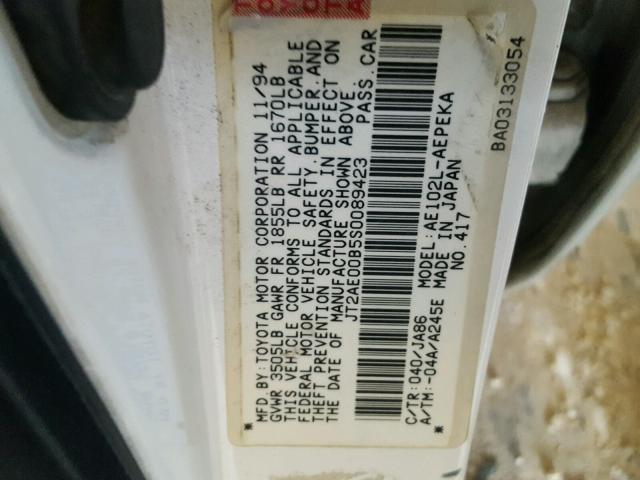 TOYOTA
MFD.BY:TOYOTA MOTOR CORPORATION 11/94
GVWR 3505LB GAWR FR 1855LB RR 1670LB
THIS VEHICLE CONFORMS TO ALL APPLICABLE
FEDERAL MOTOR VEHICLE SAFETY,BUMPER,AND
THEFT PREVENTION STANDARDS IN EFFECT ON
THE DATE OF MANUFACTURE SHOWN ABOVE.
* JT2AE00B5S0089423 PASS.CAR
*
C/TR:040/JA86 MODEL:AE102L-AEPEKA
A/TM:-04A/A245E MADE IN JAPAN
NO.417
BA03133054